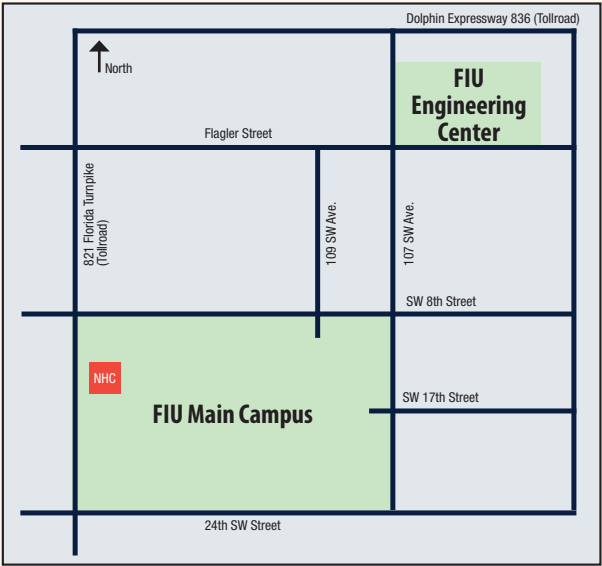 Dolphin Expressway 836 (Tollroad)
North
FIU
Engineering
Center
Flagler Street
821 Florida Turnpike
(Tollroad)
109 SW Ave.
107 SW Ave.
SW 8th Street
NHC
SW 17th Street
FIU Main Campus
24th SW Street